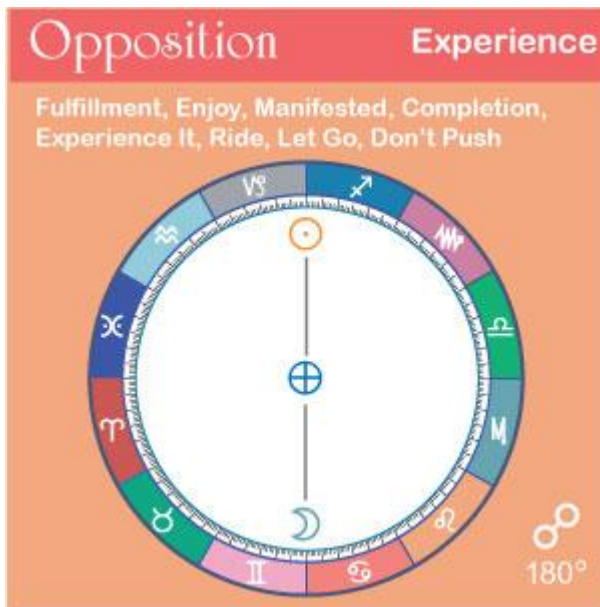 Opposition
Experience
Fulfillment, Enjoy, Manifested, Completion,
Experience It, Ride, Let Go, Don't Push
180°